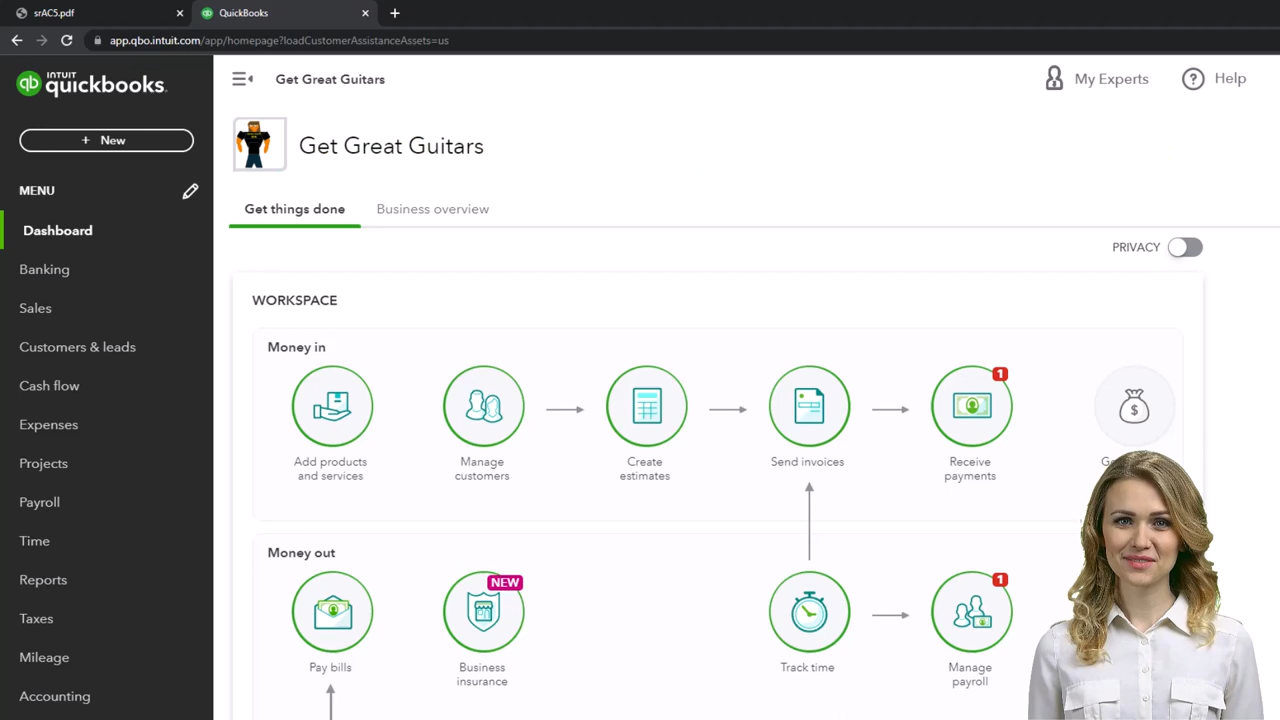 srAC5.pdf
QuickBooks
app.qbo.intuit.com/app/homepage?loadCustomerAssistanceAssets=us
INTUIT
quickbooks.
qb
Get Great Guitars
My Experts
Help
+ New
Get Great Guitars
MENU
Get things done
Business overview
Dashboard
PRIVACY
Banking
WORKSPACE
Sales
Money in
1
Customers & leads
Cash flow
Expenses
Add products
and services
Manage
customers
Create
estimates
Send invoices
Receive
payments
Projects
Payroll
Time
Money out
Reports
NEW
1
Taxes
Mileage
Pay bills
Business
insurance
Track time
Manage
payroll
Accounting